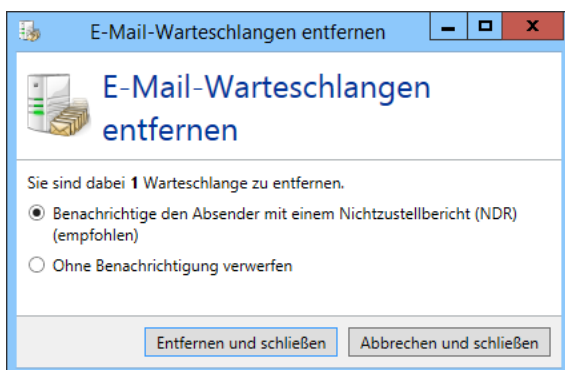 E-Mail-Warteschlangen entfernen
E-Mail-Warteschlangen
entfernen
Sie sind dabei 1 Warteschlange zu entfernen.
Benachrichtige den Absender mit einem Nichtzustellbericht (NDR)
(empfohlen)
Ohne Benachrichtigung verwerfen
Entfernen und schließen Abbrechen und schließen